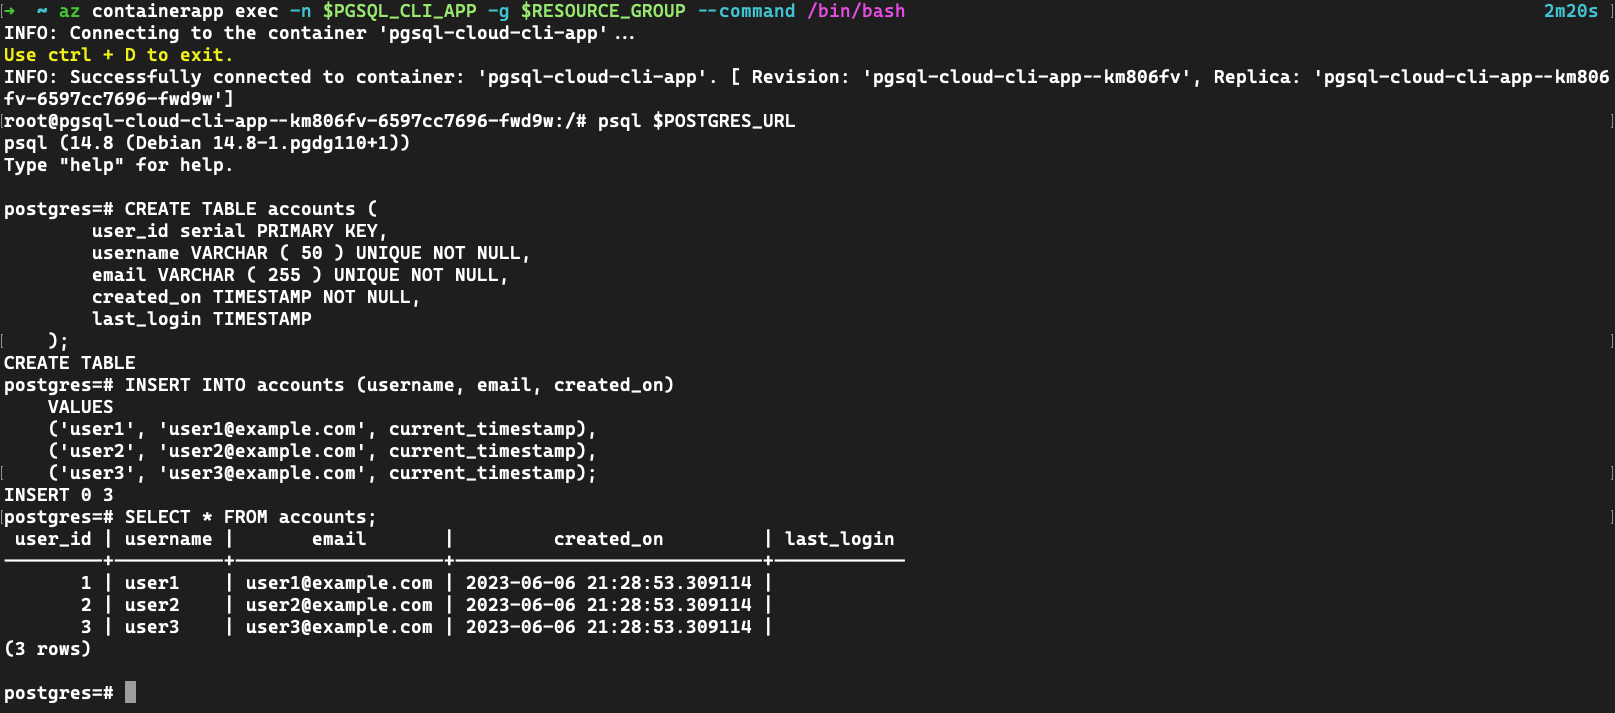 ➜  ~ az containerapp exec -n $PGSQL_CLI_APP -g $RESOURCE_GROUP --command /bin/bash 2m20s
INFO: Connecting to the container 'pgsql-cloud-cli-app'...
Use ctrl + D to exit.
INFO: Successfully connected to container: 'pgsql-cloud-cli-app'. [ Revision: 'pgsql-cloud-cli-app--km806fv', Replica: 'pgsql-cloud-cli-app--km806
fv-6597cc7696-fwd9w']
root@pgsql-cloud-cli-app--km806fv-6597cc7696-fwd9w:/# psql $POSTGRES_URL
psql (14.8 (Debian 14.8-1.pgdg110+1))
Type "help" for help.
postgres=# CREATE TABLE accounts (
        user_id serial PRIMARY KEY,
        username VARCHAR ( 50 ) UNIQUE NOT NULL,
        email VARCHAR ( 255 ) UNIQUE NOT NULL,
        created_on TIMESTAMP NOT NULL,
        last_login TIMESTAMP
    );
CREATE TABLE
postgres=# INSERT INTO accounts (username, email, created_on)
    VALUES
    ('user1', 'user1@example.com', current_timestamp),
    ('user2', 'user2@example.com', current_timestamp),
    ('user3', 'user3@example.com', current_timestamp);
INSERT 0 3
postgres=# SELECT * FROM accounts;
 user_id | username |       email       |         created_on         | last_login
---------+----------+-------------------+----------------------------+------------
       1 | user1    | user1@example.com | 2023-06-06 21:28:53.309114 |
       2 | user2    | user2@example.com | 2023-06-06 21:28:53.309114 |
       3 | user3    | user3@example.com | 2023-06-06 21:28:53.309114 |
(3 rows)
postgres=#